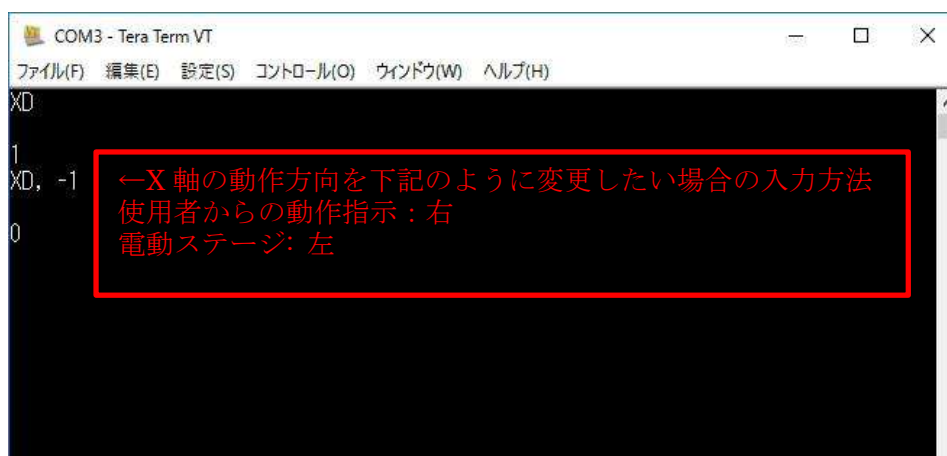 COM3 - Tera Term VT
ファイル(F) 編集(E) 設定(S) コントロール(O) ウィンドウ(W) ヘルプ(H)
XD
1
XD, -1
←X 軸の動作方向を下記のように変更したい場合の入力方法
使用者からの動作指示：右
0
電動ステージ: 左